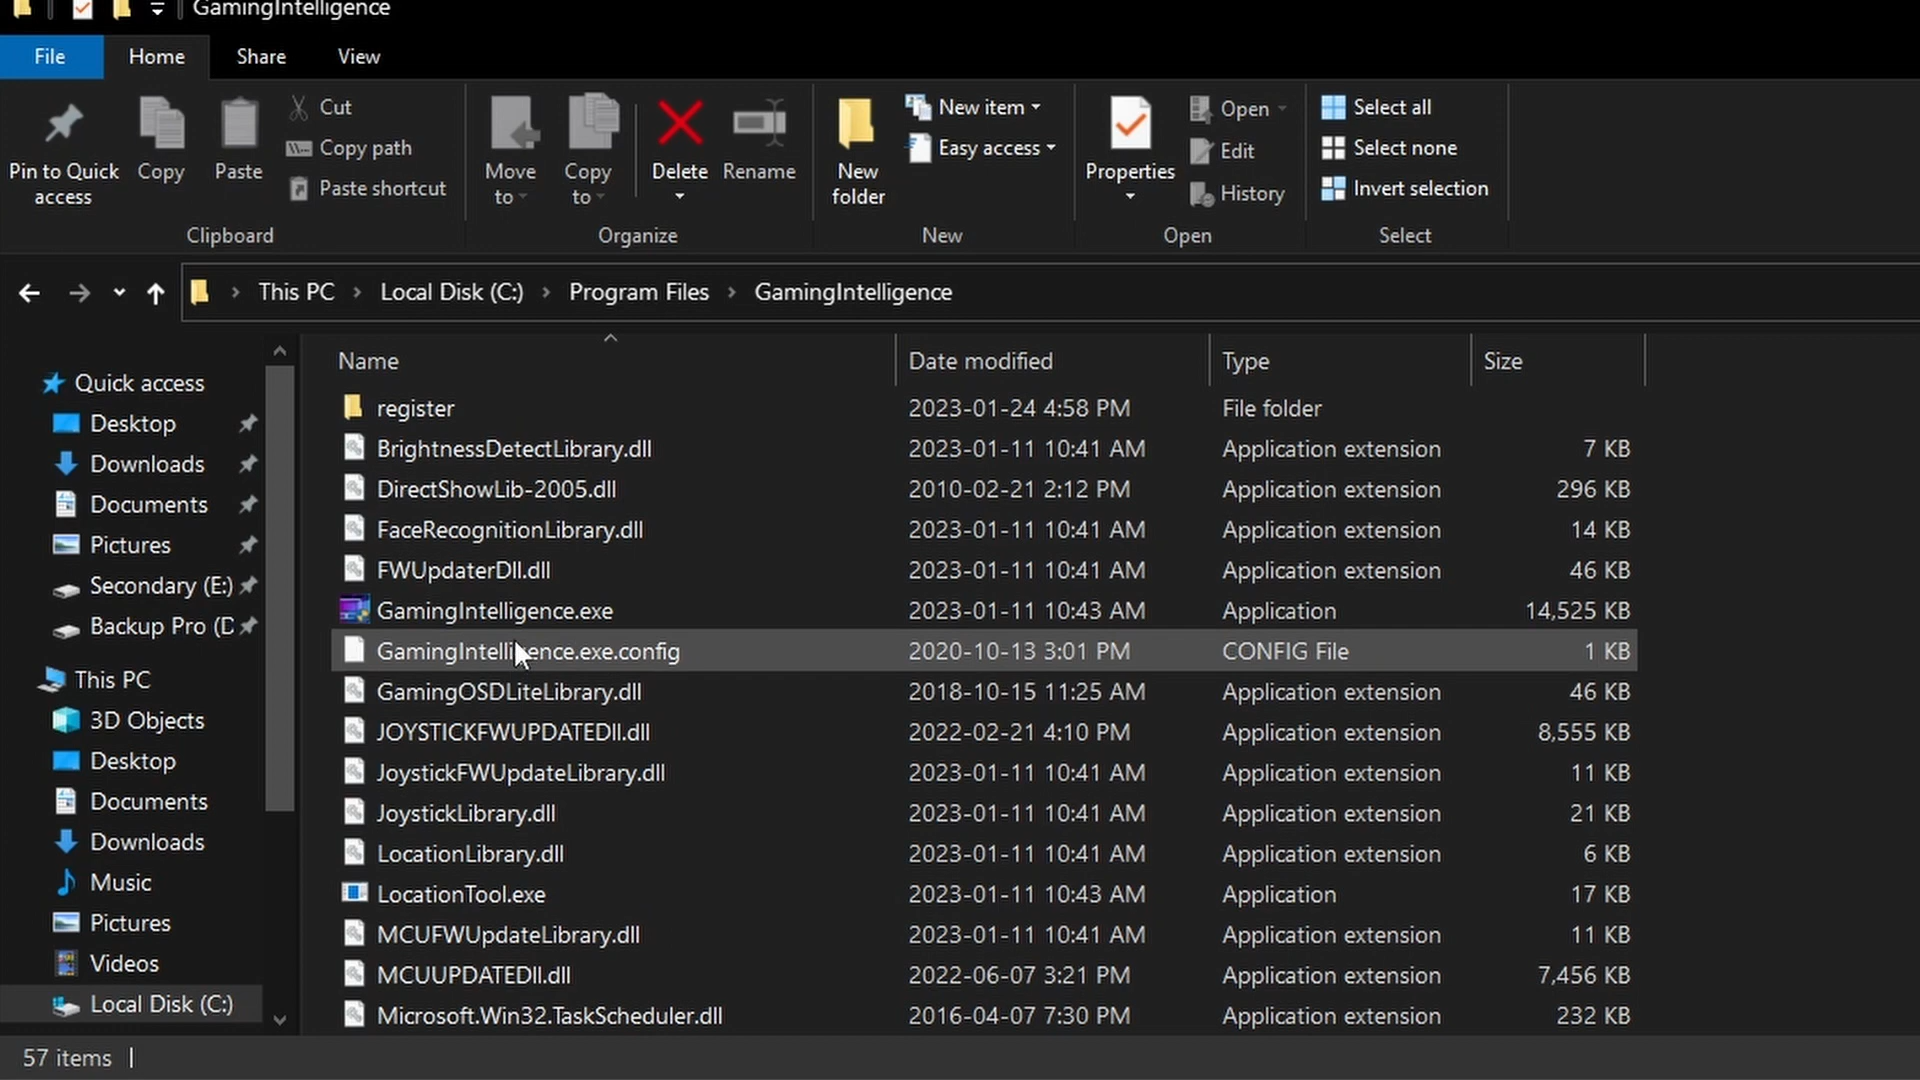 GamingIntelligence
File Home Share View
Pin to Quick access
Copy
Paste
Cut
Copy path
Paste shortcut
Clipboard
Move to
Copy to
Delete
Rename
Organize
New folder
New item
Easy access
New
Properties
Open
Edit
History
Open
Select all
Select none
Invert selection
Select
This PC > Local Disk (C:) > Program Files > GamingIntelligence
Quick access
Desktop
Downloads
Documents
Pictures
Secondary (E:)
Backup Pro (D
This PC
3D Objects
Desktop
Documents
Downloads
Music
Pictures
Videos
Local Disk (C:)
Name Date modified Type Size
register 2023-01-24 4:58 PM File folder
BrightnessDetectLibrary.dll 2023-01-11 10:41 AM Application extension 7 KB
DirectShowLib-2005.dll 2010-02-21 2:12 PM Application extension 296 KB
FaceRecognitionLibrary.dll 2023-01-11 10:41 AM Application extension 14 KB
FWUpdaterDll.dll 2023-01-11 10:41 AM Application extension 46 KB
GamingIntelligence.exe 2023-01-11 10:43 AM Application 14,525 KB
GamingIntelligence.exe.config 2020-10-13 3:01 PM CONFIG File 1 KB
GamingOSDLiteLibrary.dll 2018-10-15 11:25 AM Application extension 46 KB
JOYSTICKFWUPDATEDll.dll 2022-02-21 4:10 PM Application extension 8,555 KB
JoystickFWUpdateLibrary.dll 2023-01-11 10:41 AM Application extension 11 KB
JoystickLibrary.dll 2023-01-11 10:41 AM Application extension 21 KB
LocationLibrary.dll 2023-01-11 10:41 AM Application extension 6 KB
LocationTool.exe 2023-01-11 10:43 AM Application 17 KB
MCUFWUpdateLibrary.dll 2023-01-11 10:41 AM Application extension 11 KB
MCUUPDATEDll.dll 2022-06-07 3:21 PM Application extension 7,456 KB
Microsoft.Win32.TaskScheduler.dll 2016-04-07 7:30 PM Application extension 232 KB
57 items